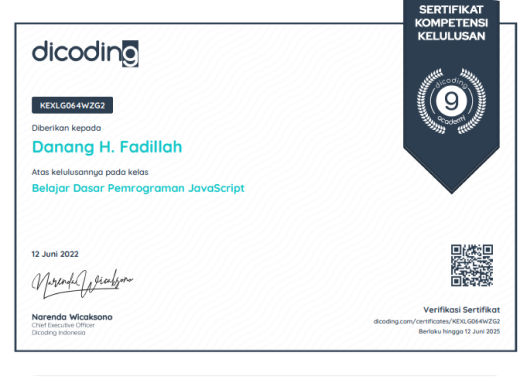 SERTIFIKAT
KOMPETENSI
KELULUSAN
dicoding
dicoding
9
academy
KEXLG064WZG2
Diberikan kepada
Danang H. Fadillah
Atas kelulusannya pada kelas
Belajar Dasar Pemrograman JavaScript
12 Juni 2022
Narenda Wicaksono
Narenda Wicaksono
Chief Executive Officer
Dicoding Indonesia
Verifikasi Sertifikat
dicoding.com/certificates/KEXLG064WZG2
Berlaku hingga 12 Juni 2025